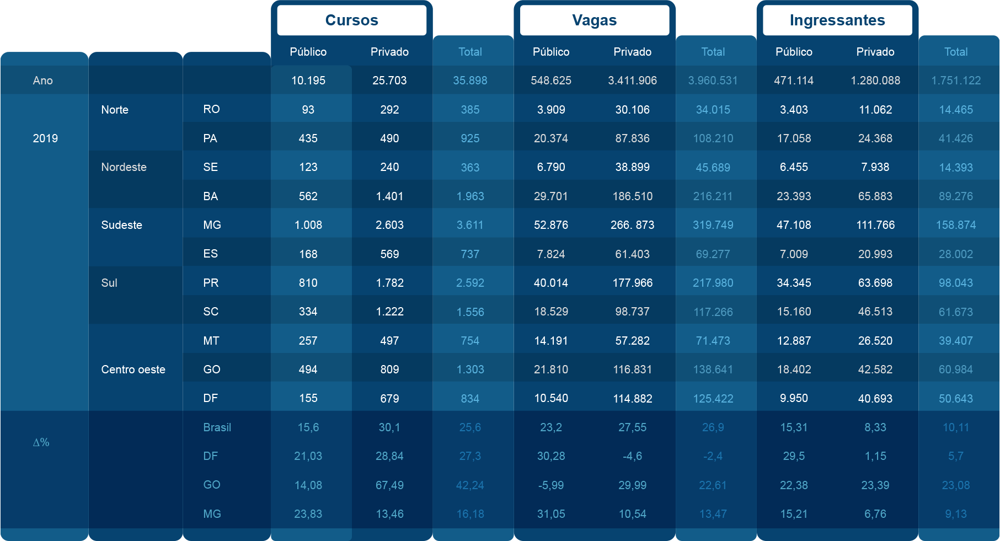 Cursos Vagas Ingressantes
Público Privado Total Público Privado Total Público Privado Total
Ano 10.195 25.703 35.898 548.625 3.411.906 3.960.531 471.114 1.280.088 1.751.122
Norte RO 93 292 385 3.909 30.106 34.015 3.403 11.062 14.465
2019 PA 435 490 925 20.374 87.836 108.210 17.058 24.368 41.426
Nordeste SE 123 240 363 6.790 38.899 45.689 6.455 7.938 14.393
BA 562 1.401 1.963 29.701 186.510 216.211 23.393 65.883 89.276
Sudeste MG 1.008 2.603 3.611 52.876 266. 873 319.749 47.108 111.766 158.874
ES 168 569 737 7.824 61.403 69.277 7.009 20.993 28.002
Sul PR 810 1.782 2.592 40.014 177.966 217.980 34.345 63.698 98.043
SC 334 1.222 1.556 18.529 98.737 117.266 15.160 46.513 61.673
MT 257 497 754 14.191 57.282 71.473 12.887 26.520 39.407
Centro oeste GO 494 809 1.303 21.810 116.831 138.641 18.402 42.582 60.984
DF 155 679 834 10.540 114.882 125.422 9.950 40.693 50.643
Brasil 15,6 30,1 25,6 23,2 27,55 26,9 15,31 8,33 10,11
Δ%
DF 21,03 28,84 27,3 30,28 -4,6 -2,4 29,5 1,15 5,7
GO 14,08 67,49 42,24 -5,99 29,99 22,61 22,38 23,39 23,08
MG 23,83 13,46 16,18 31,05 10,54 13,47 15,21 6,76 9,13